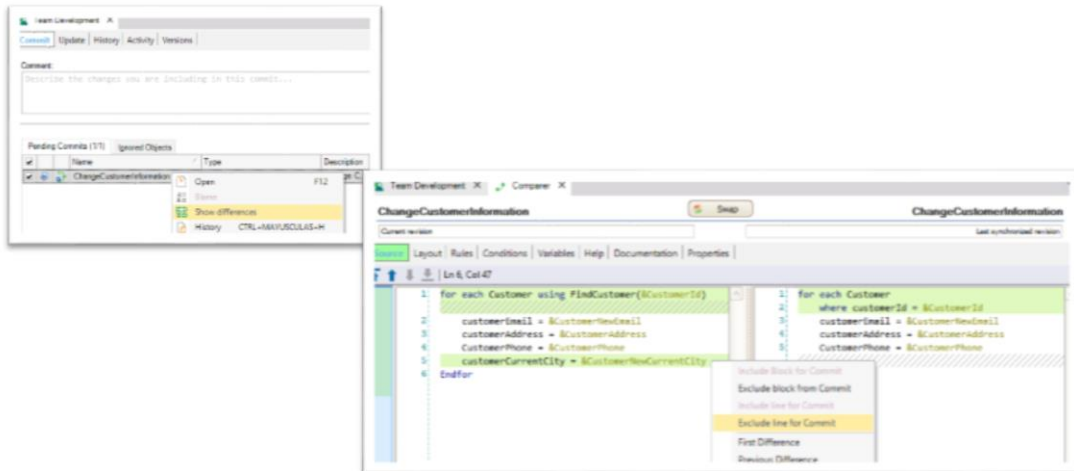 Team Development X
Commit Update History Activity Versions
Comment:
Describe the changes you are including in this commit...
Pending Commits (1/1) Ignored Objects
Name Type Description
ChangeCustomerInformation
Open F12
Show differences
History CTRL+MAYUSCULAS+H
Team Development X Comparer X
ChangeCustomerInformation Swap ChangeCustomerInformation
Current revision Last synchronized revision
Source Layout Rules Conditions Variables Help Documentation Properties
Ln 6, Col 47
1 for each Customer using FindCustomer(&CustomerId)
2 customerEmail = &CustomerNewEmail
3 customerAddress = &CustomerAddress
4 CustomerPhone = &CustomerPhone
5 customerCurrentCity = &CustomerNewCurrentCity
6 Endfor
1 for each Customer
2 where customerId = &CustomerId
3 customerEmail = &CustomerNewEmail
customerAddress = &CustomerAddress
5 CustomerPhone = &CustomerPhone
Include Block for Commit
Exclude block from Commit
Include line for Commit
Exclude line for Commit
First Difference
Previous Difference